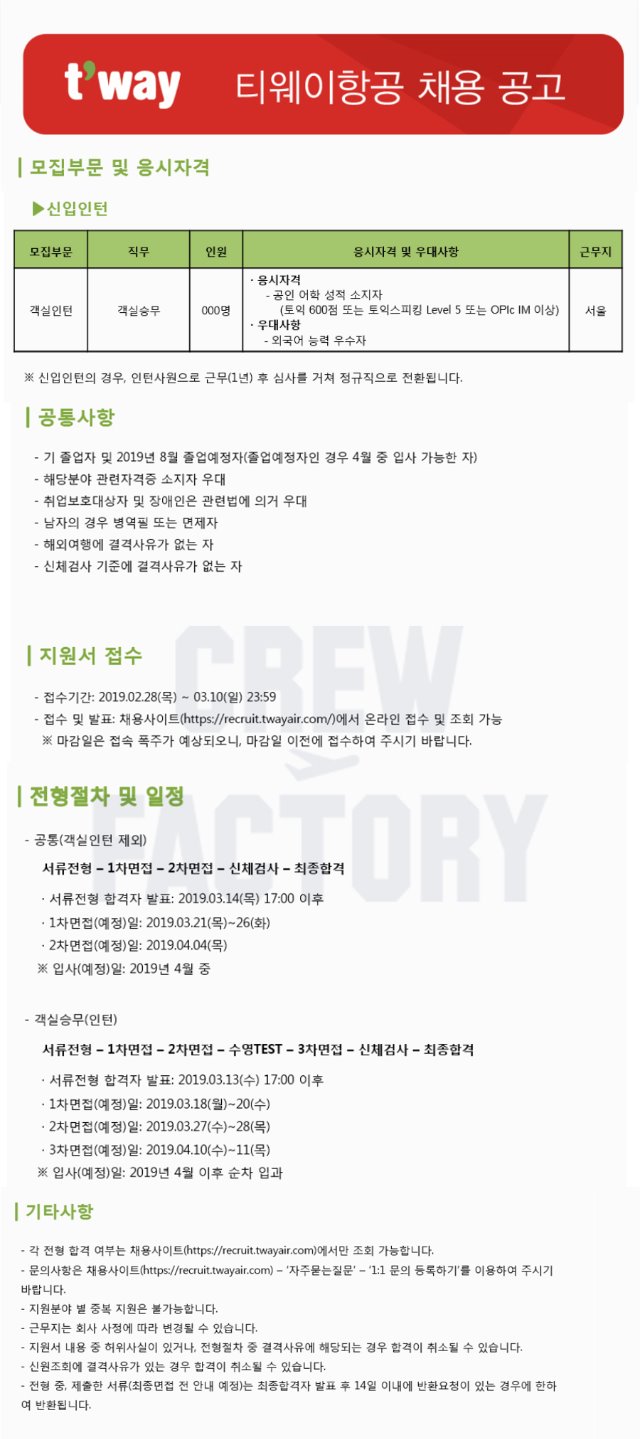 t'way 티웨이항공 채용 공고
| 모집부문 및 응시자격
▶신입인턴
모집부문 직무 인원 응시자격 및 우대사항 근무지
객실인턴 객실승무 000명
· 응시자격
- 공인 어학 성적 소지자
(토익 600점 또는 토익스피킹 Level 5 또는 OPIc IM 이상)
· 우대사항
- 외국어 능력 우수자
서울
※ 신입인턴의 경우, 인턴사원으로 근무(1년) 후 심사를 거쳐 정규직으로 전환됩니다.
| 공통사항
- 기 졸업자 및 2019년 8월 졸업예정자(졸업예정자인 경우 4월 중 입사 가능한 자)
- 해당분야 관련자격증 소지자 우대
- 취업보호대상자 및 장애인은 관련법에 의거 우대
- 남자의 경우 병역필 또는 면제자
- 해외여행에 결격사유가 없는 자
- 신체검사 기준에 결격사유가 없는 자
CREW
FACTORY
| 지원서 접수
- 접수기간: 2019.02.28(목) ~ 03.10(일) 23:59
- 접수 및 발표: 채용사이트(https://recruit.twayair.com/)에서 온라인 접수 및 조회 가능
※ 마감일은 접속 폭주가 예상되오니, 마감일 이전에 접수하여 주시기 바랍니다.
| 전형절차 및 일정
- 공통(객실인턴 제외)
서류전형 – 1차면접 – 2차면접 – 신체검사 – 최종합격
· 서류전형 합격자 발표: 2019.03.14(목) 17:00 이후
· 1차면접(예정)일: 2019.03.21(목)~26(화)
· 2차면접(예정)일: 2019.04.04(목)
※ 입사(예정)일: 2019년 4월 중
- 객실승무(인턴)
서류전형 – 1차면접 – 2차면접 – 수영TEST – 3차면접 – 신체검사 – 최종합격
· 서류전형 합격자 발표: 2019.03.13(수) 17:00 이후
· 1차면접(예정)일: 2019.03.18(월)~20(수)
· 2차면접(예정)일: 2019.03.27(수)~28(목)
· 3차면접(예정)일: 2019.04.10(수)~11(목)
※ 입사(예정)일: 2019년 4월 이후 순차 입과
| 기타사항
- 각 전형 합격 여부는 채용사이트(https://recruit.twayair.com)에서만 조회 가능합니다.
- 문의사항은 채용사이트(https://recruit.twayair.com) – '자주묻는질문' – '1:1 문의 등록하기'를 이용하여 주시기
바랍니다.
- 지원분야 별 중복 지원은 불가능합니다.
- 근무지는 회사 사정에 따라 변경될 수 있습니다.
- 지원서 내용 중 허위사실이 있거나, 전형절차 중 결격사유에 해당되는 경우 합격이 취소될 수 있습니다.
- 신원조회에 결격사유가 있는 경우 합격이 취소될 수 있습니다.
- 전형 중, 제출한 서류(최종면접 전 안내 예정)는 최종합격자 발표 후 14일 이내에 반환요청이 있는 경우에 한하
여 반환됩니다.